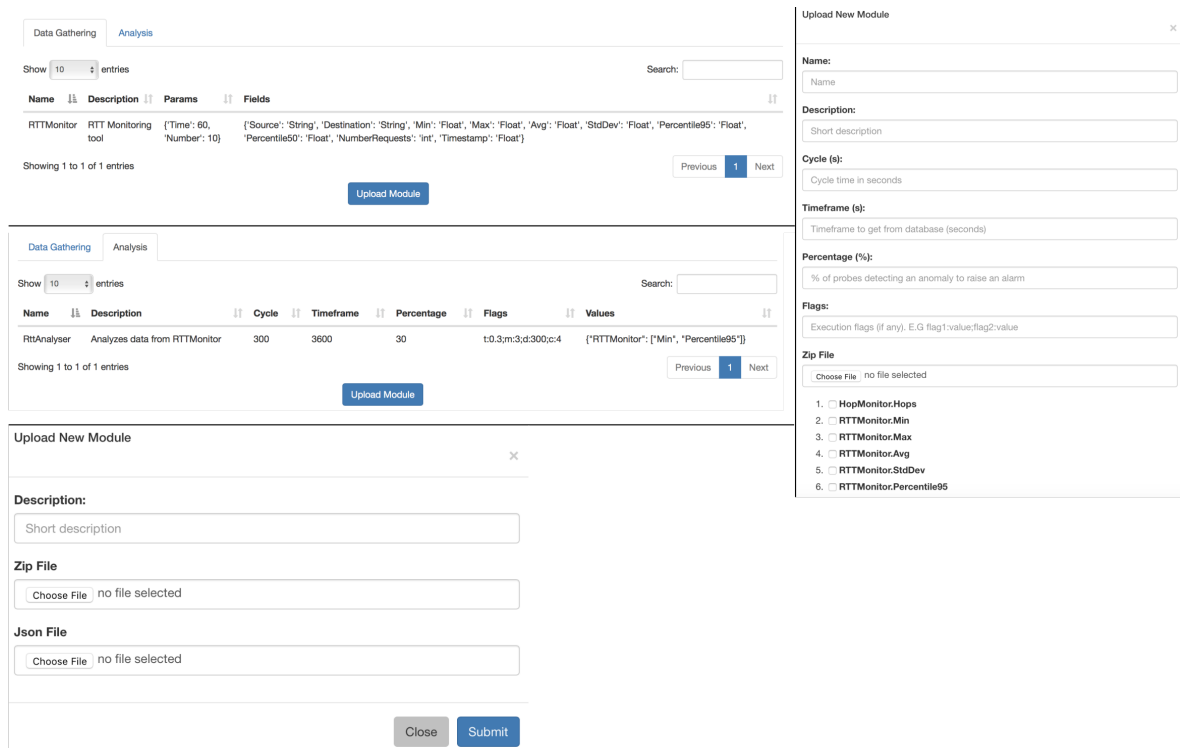 Data Gathering Analysis
Show 10 entries Search:
Name Description Params Fields
RTTMonitor RTT Monitoring {'Time': 60, {'Source': 'String', 'Destination': 'String', 'Min': 'Float', 'Max': 'Float', 'Avg': 'Float', 'StdDev': 'Float', 'Percentile95': 'Float',
tool 'Number': 10} 'Percentile50': 'Float', 'NumberRequests': 'int', 'Timestamp': 'Float'}
Showing 1 to 1 of 1 entries Previous 1 Next
Upload Module
Data Gathering Analysis
Show 10 entries Search:
Name Description Cycle Timeframe Percentage Flags Values
RttAnalyser Analyzes data from RTTMonitor 300 3600 30 t:0.3;m:3;d:300;c:4 {"RTTMonitor": ["Min", "Percentile95"]}
Showing 1 to 1 of 1 entries Previous 1 Next
Upload Module
Upload New Module
×
Description:
Short description
Zip File
Choose File no file selected
Json File
Choose File no file selected
Close Submit
Upload New Module
×
Name:
Name
Description:
Short description
Cycle (s):
Cycle time in seconds
Timeframe (s):
Timeframe to get from database (seconds)
Percentage (%):
% of probes detecting an anomaly to raise an alarm
Flags:
Execution flags (if any). E.G flag1:value;flag2:value
Zip File
Choose File no file selected
1. HopMonitor.Hops
2. RTTMonitor.Min
3. RTTMonitor.Max
4. RTTMonitor.Avg
5. RTTMonitor.StdDev
6. RTTMonitor.Percentile95